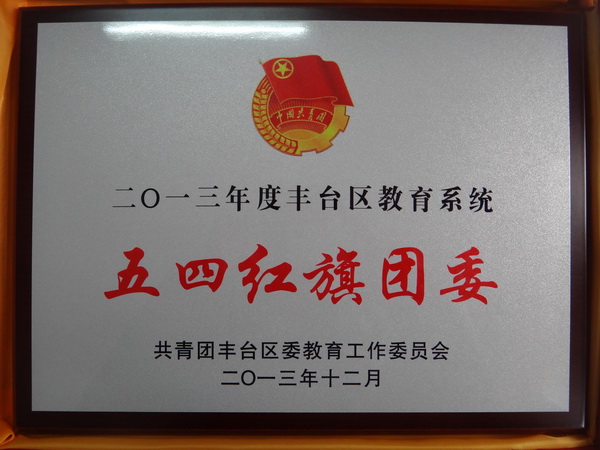 中国共青团
二〇一三年度丰台区教育系统
五四红旗团委
共青团丰台区委教育工作委员会
二〇一三年十二月